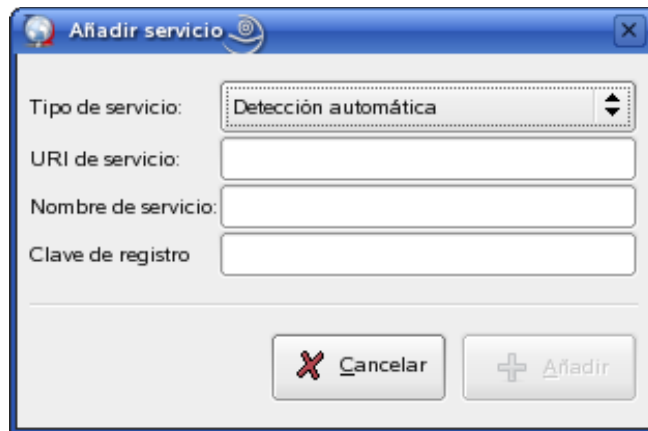 Añadir servicio
Tipo de servicio: Detección automática
URI de servicio:
Nombre de servicio:
Clave de registro
Cancelar Añadir